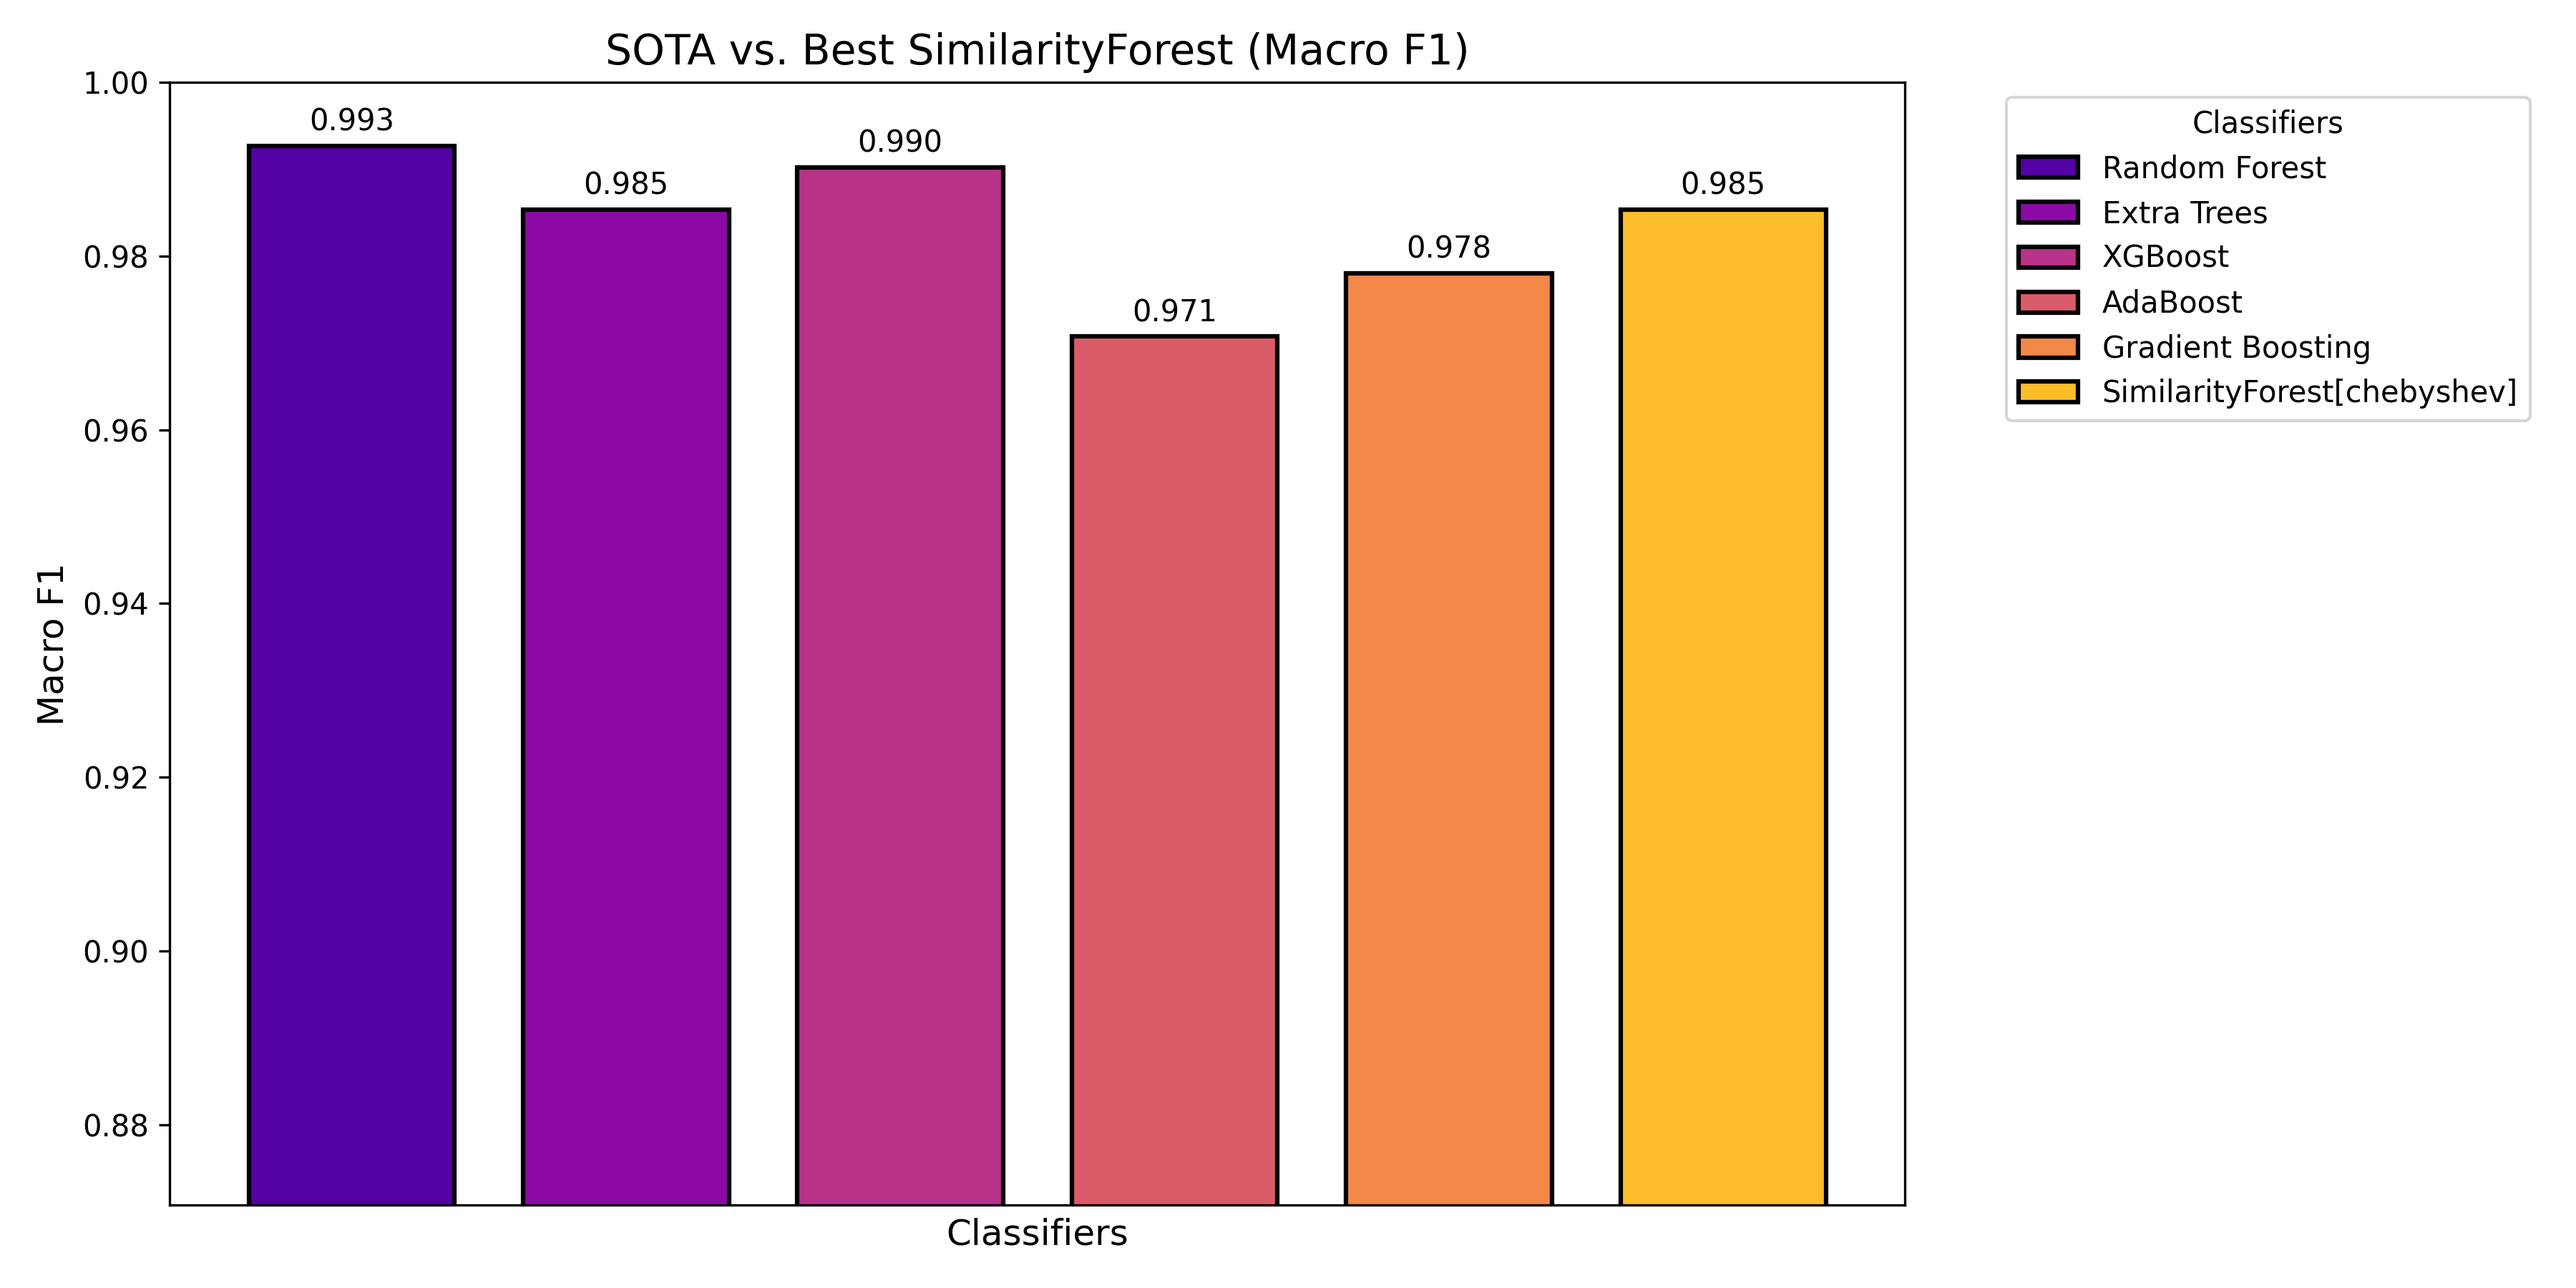 SOTA vs. Best SimilarityForest (Macro F1)
1.00
0.98
0.96
0.94
0.92
0.90
0.88
Macro F1
0.993
0.985
0.990
0.971
0.978
0.985
Classifiers
Classifiers
Random Forest
Extra Trees
XGBoost
AdaBoost
Gradient Boosting
SimilarityForest[chebyshev]